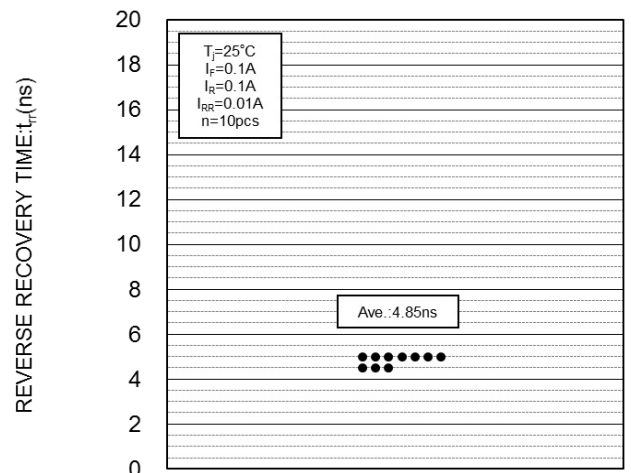 REVERSE RECOVERY TIME:trr(ns)
20
18
16
14
12
10
8
6
4
2
0
Tj=25°C
IF=0.1A
IR=0.1A
IRR=0.01A
n=10pcs
Ave.:4.85ns